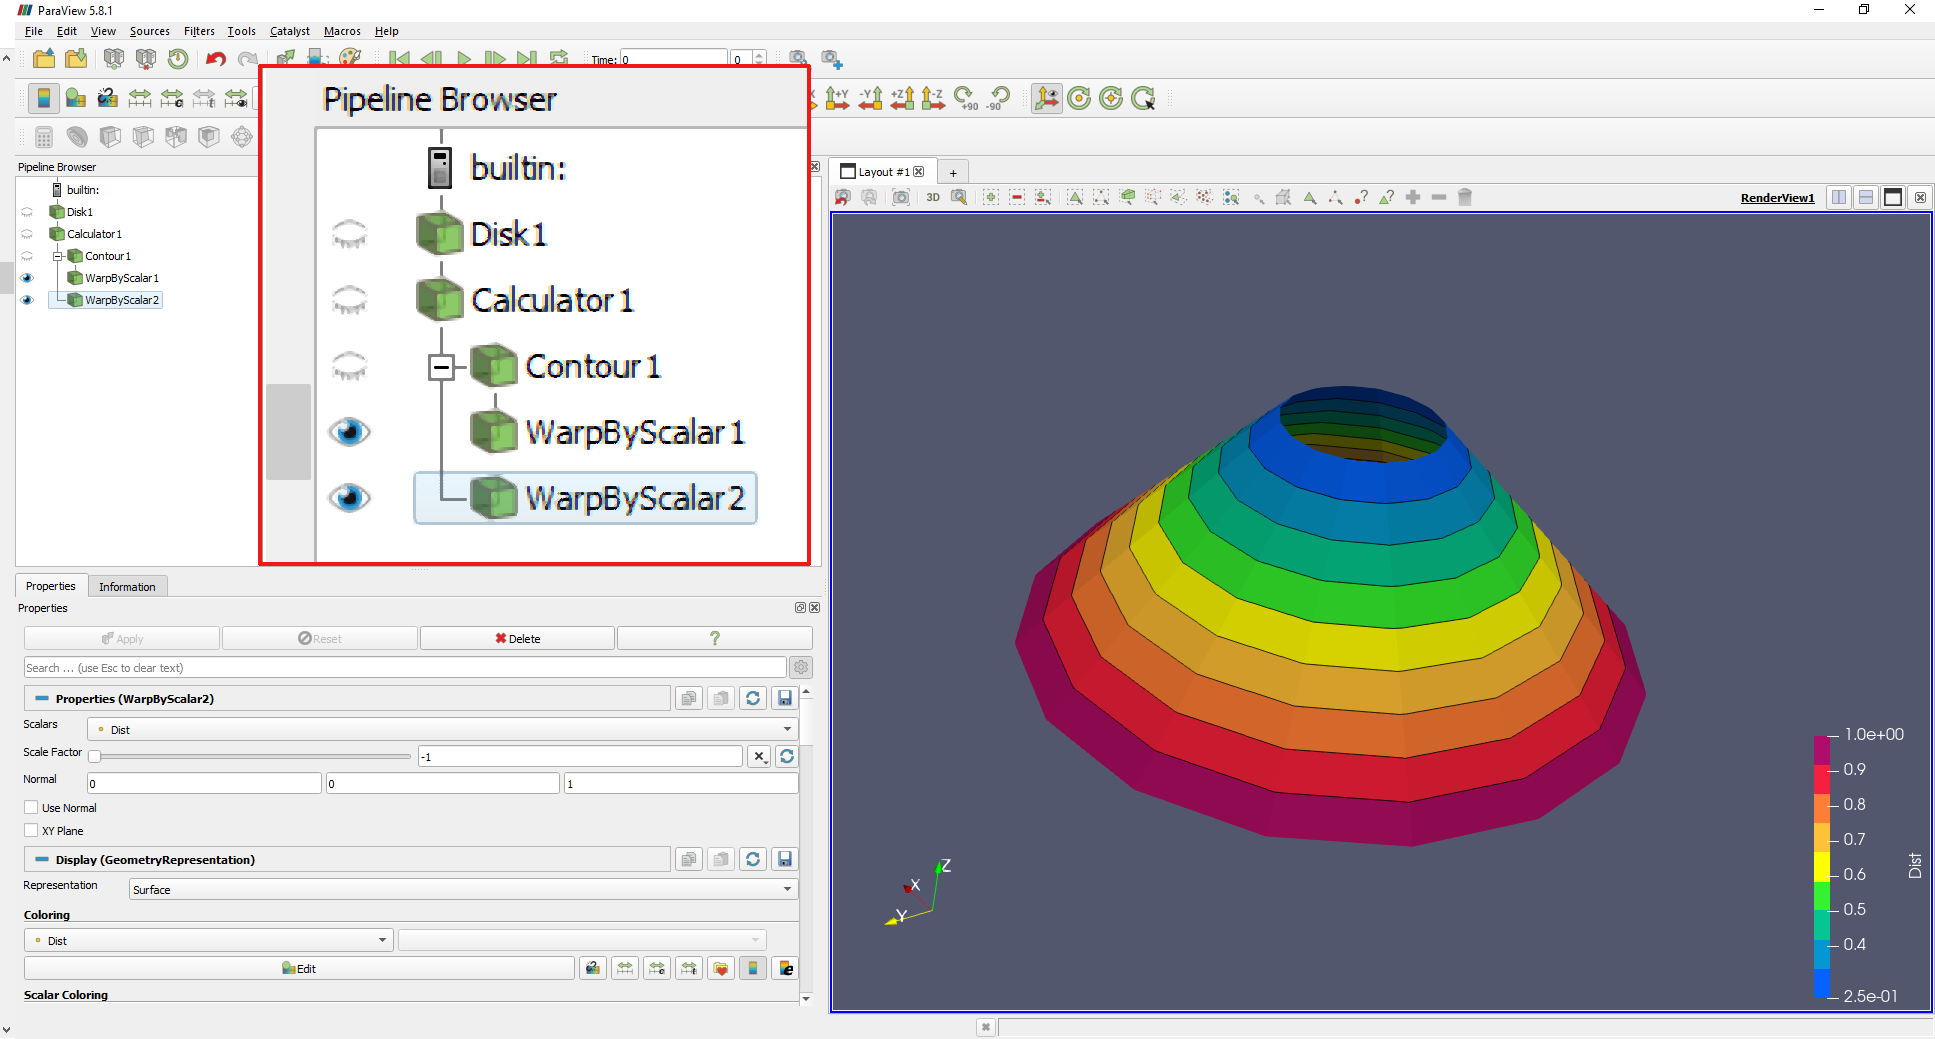 ParaView 5.8.1
File Edit View Sources Filters Tools Catalyst Macros Help
Time: 0 0
+Y -Y +Z -Z +90 -90
Pipeline Browser
builtin:
Disk1
Calculator1
Contour1
WarpByScalar1
WarpByScalar2
Pipeline Browser
builtin:
Disk1
Calculator1
Contour1
WarpByScalar1
WarpByScalar2
Layout #1 +
3D RenderView1
Properties Information
Properties
Apply Reset Delete ?
Search ... (use Esc to clear text)
Properties (WarpByScalar2)
Scalars Dist
Scale Factor -1
Normal 0 0 1
Use Normal
XY Plane
Display (GeometryRepresentation)
Representation Surface
Coloring
Dist
Edit
Scalar Coloring
Z
X
Y
1.0e+00
0.9
0.8
0.7
0.6
0.5
0.4
2.5e-01
Dist